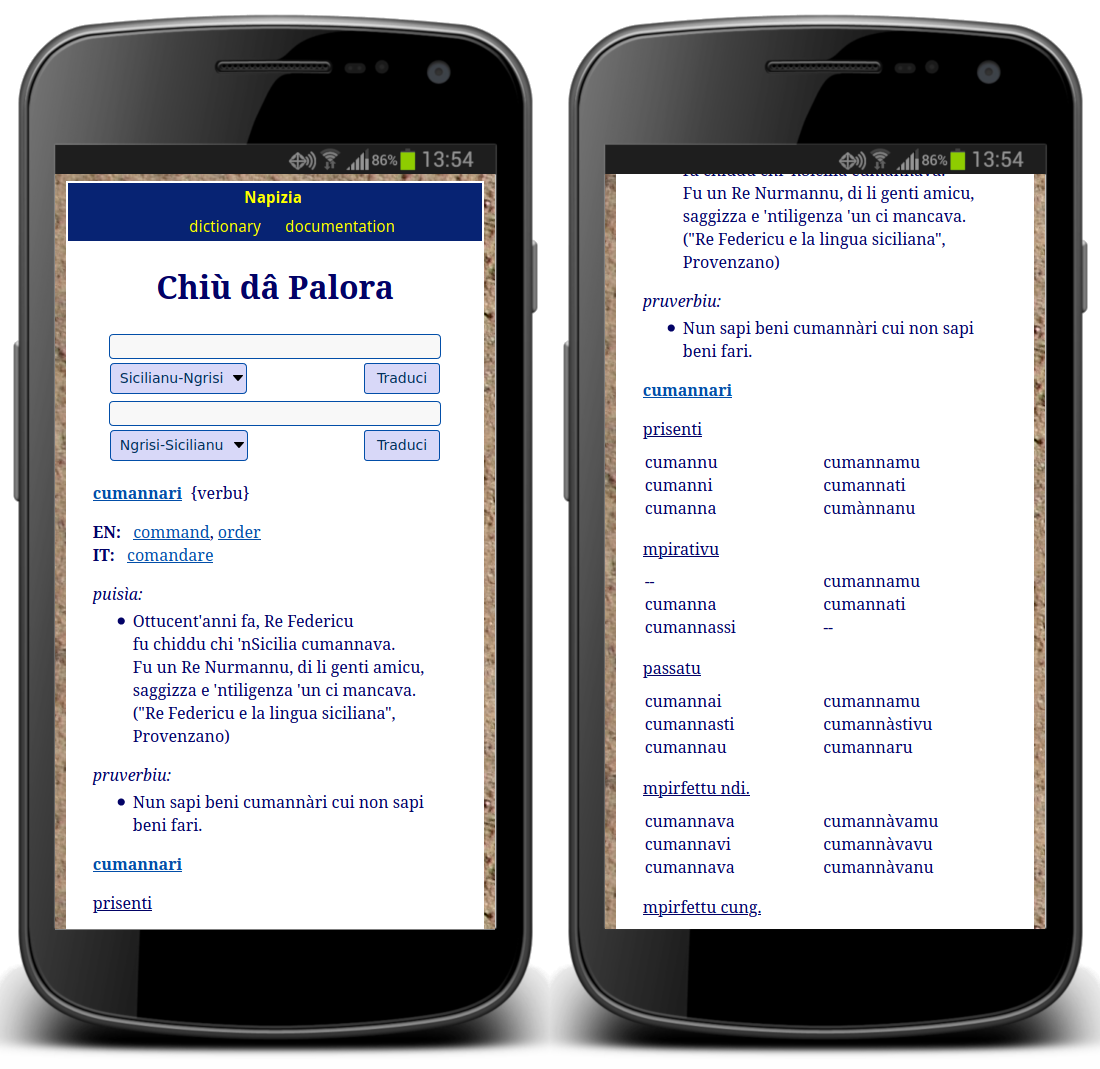 86% 13:54
Napizia
dictionary documentation
Chiù dâ Palora
Sicilianu-Ngrisi Traduci
Ngrisi-Sicilianu Traduci
cumannari {verbu}
EN: command, order
IT: comandare
puisìa:
Ottucent'anni fa, Re Federicu
fu chiddu chi 'nSicilia cumannava.
Fu un Re Nurmannu, di li genti amicu,
saggizza e 'ntiligenza 'un ci mancava.
("Re Federicu e la lingua siciliana",
Provenzano)
pruverbiu:
Nun sapi beni cumannàri cui non sapi
beni fari.
cumannari
prisenti
86% 13:54
fu chiddu chi 'nSicilia cumannava.
Fu un Re Nurmannu, di li genti amicu,
saggizza e 'ntiligenza 'un ci mancava.
("Re Federicu e la lingua siciliana",
Provenzano)
pruverbiu:
Nun sapi beni cumannàri cui non sapi
beni fari.
cumannari
prisenti
cumannu cumannamu
cumanni cumannati
cumanna cumànnanu
mpirativu
-- cumannamu
cumanna cumannati
cumannassi --
passatu
cumannai cumannamu
cumannasti cumannàstivu
cumannau cumannaru
mpirfettu ndi.
cumannava cumannàvamu
cumannavi cumannàvavu
cumannava cumannàvanu
mpirfettu cung.